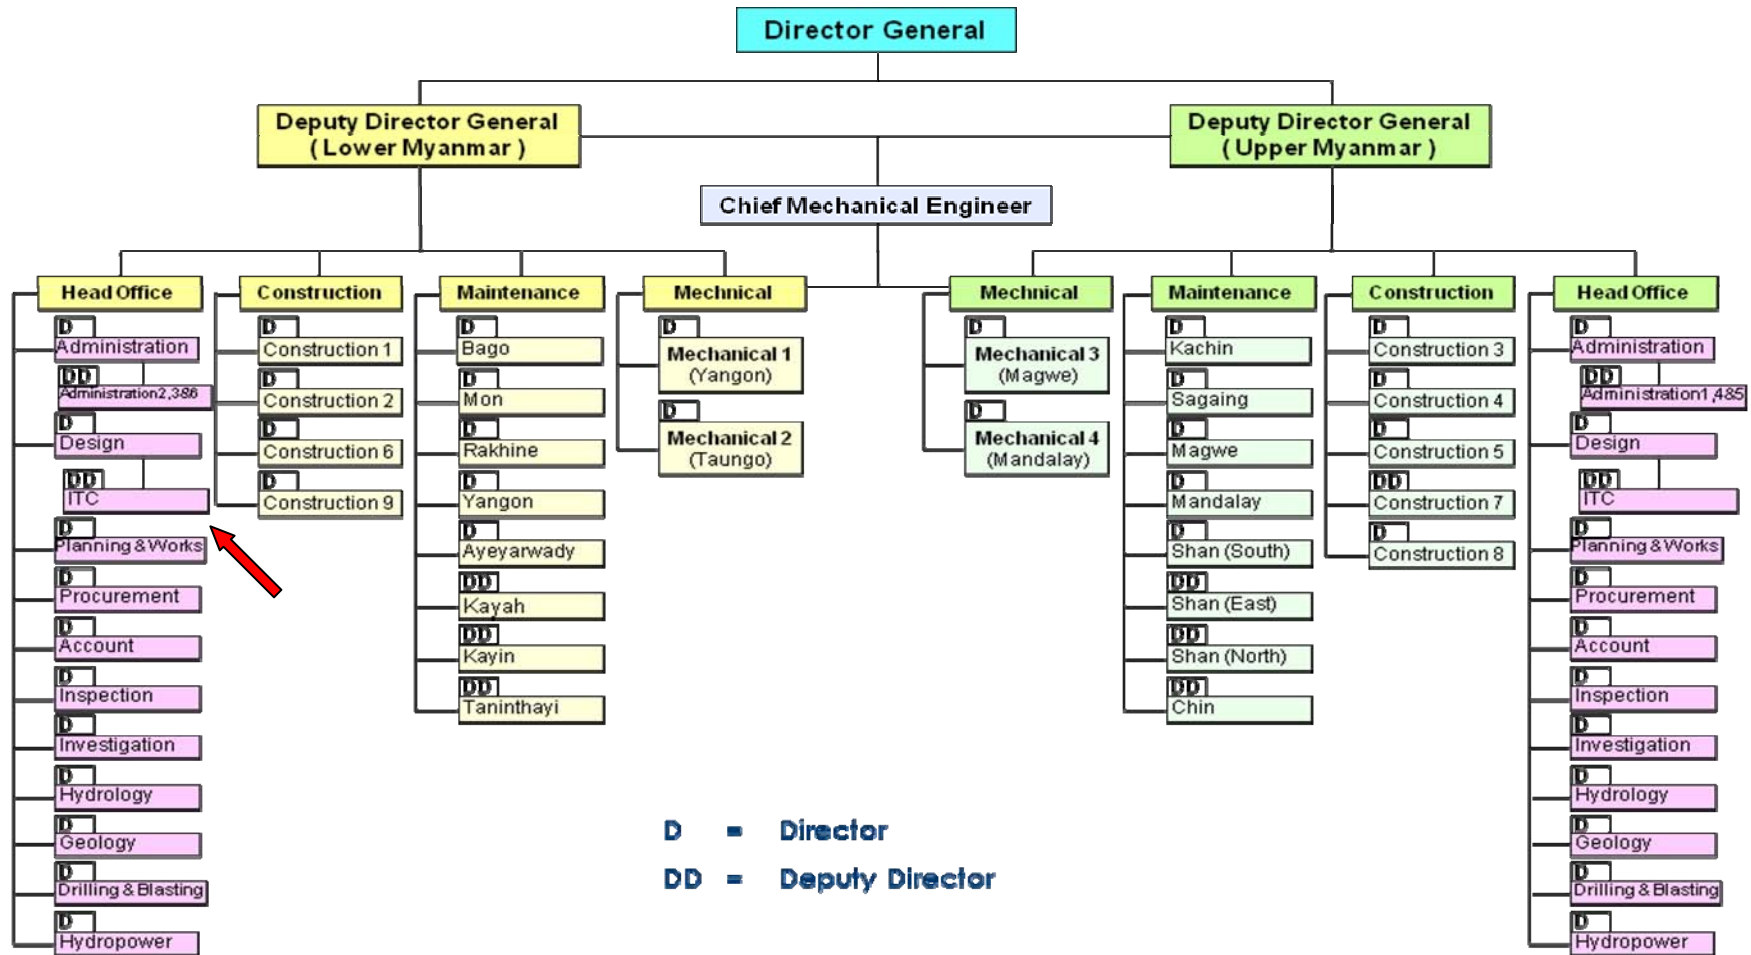 Director General
Deputy Director General
( Lower Myanmar )
Deputy Director General
( Upper Myanmar )
Chief Mechanical Engineer
Head Office
D
Administration
DD
Administration2,3&6
D
Design
DD
ITC
D
Planning & Works
D
Procurement
D
Account
D
Inspection
D
Investigation
D
Hydrology
D
Geology
D
Drilling & Blasting
D
Hydropower
Construction
D
Construction 1
D
Construction 2
D
Construction 6
D
Construction 9
Maintenance
D
Bago
D
Mon
D
Rakhine
D
Yangon
D
Ayeyarwady
DD
Kayah
DD
Kayin
DD
Taninthayi
Mechnical
D
Mechanical 1
(Yangon)
D
Mechanical 2
(Taungo)
Mechnical
D
Mechanical 3
(Magwe)
D
Mechanical 4
(Mandalay)
Maintenance
D
Kachin
D
Sagaing
D
Magwe
D
Mandalay
D
Shan (South)
DD
Shan (East)
DD
Shan (North)
DD
Chin
Construction
D
Construction 3
D
Construction 4
D
Construction 5
DD
Construction 7
D
Construction 8
Head Office
D
Administration
DD
Administration1,4&5
D
Design
DD
ITC
D
Planning & Works
D
Procurement
D
Account
D
Inspection
D
Investigation
D
Hydrology
D
Geology
D
Drilling & Blasting
D
Hydropower
D = Director
DD = Deputy Director